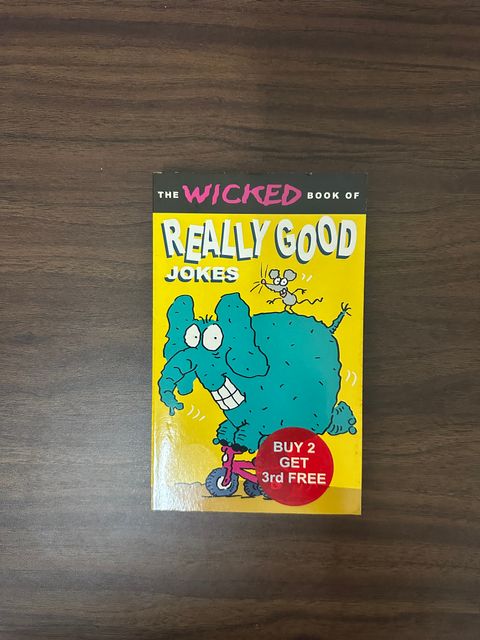 THE WICKED BOOK OF
REALLY GOOD
JOKES
BUY 2
GET
3rd FREE